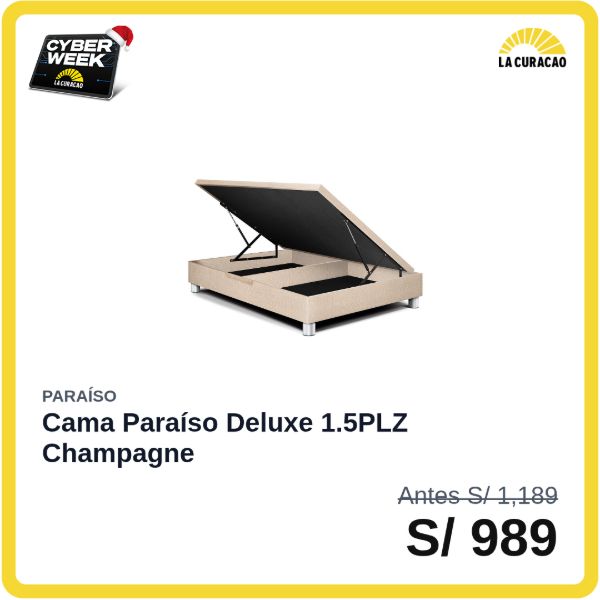 CYBER
WEEK
LA CURACAO
LA CURACAO
PARAÍSO
Cama Paraíso Deluxe 1.5PLZ
Champagne
Antes S/ 1,189
S/ 989